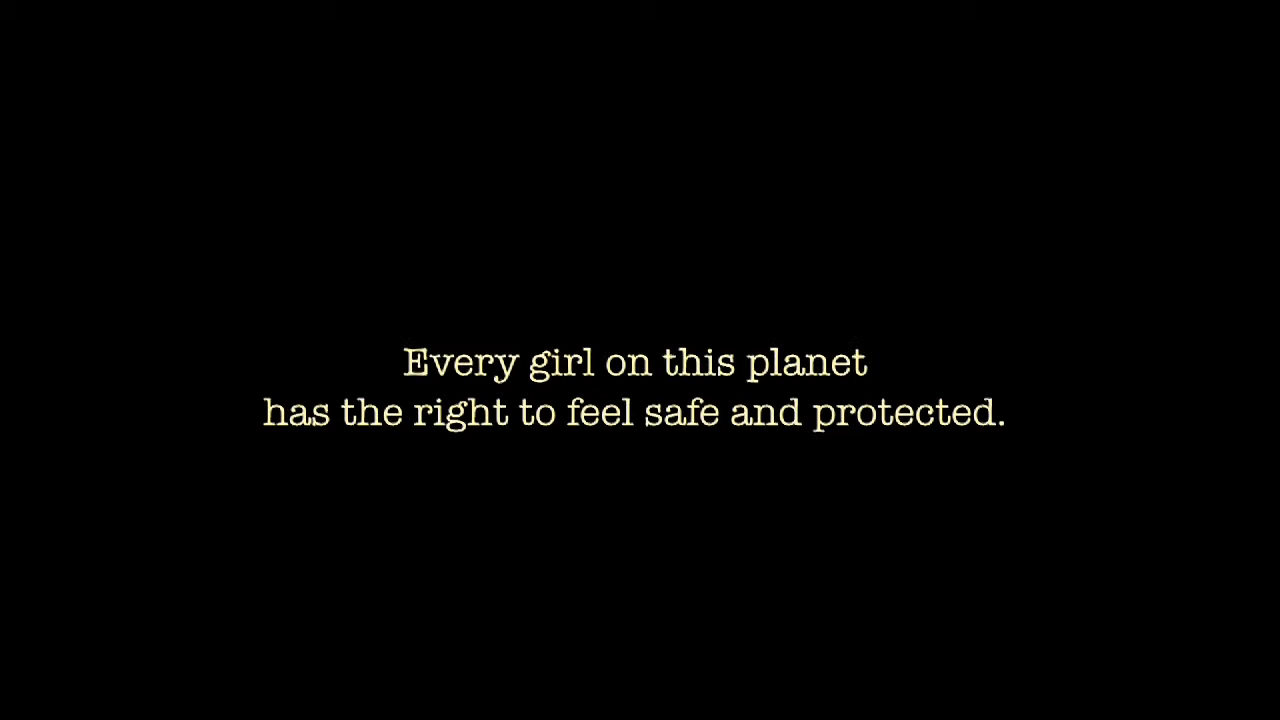 Every girl on this planet
has the right to feel safe and protected.